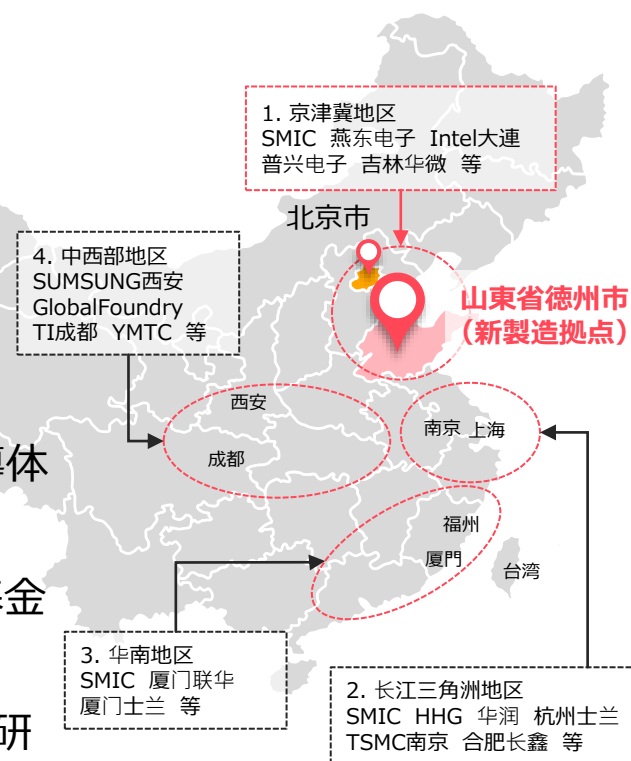 1. 京津冀地区
SMIC 燕东电子 Intel大連
普兴电子 吉林华微 等
北京市
4. 中西部地区
SUMSUNG西安
GlobalFoundry
TI成都 YMTC 等
山東省徳州市
（新製造拠点）
西安
成都
南京 上海
体
福州
厦門
台湾
金
3. 华南地区
SMIC 厦门联华
厦门士兰 等
研
2. 长江三角洲地区
SMIC HHG 华润 杭州士兰
TSMC南京 合肥长鑫 等